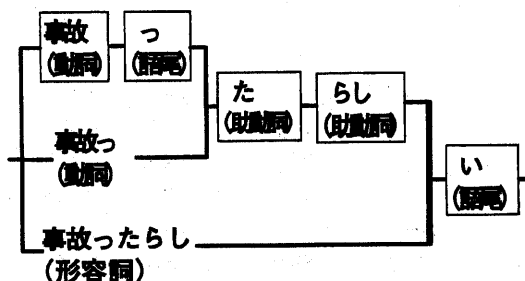 事故
(動詞)
っ
(語尾)
た
(助動詞)
らし
(助動詞)
事故っ
(動詞)
い
(語尾)
事故ったらし
(形容詞)